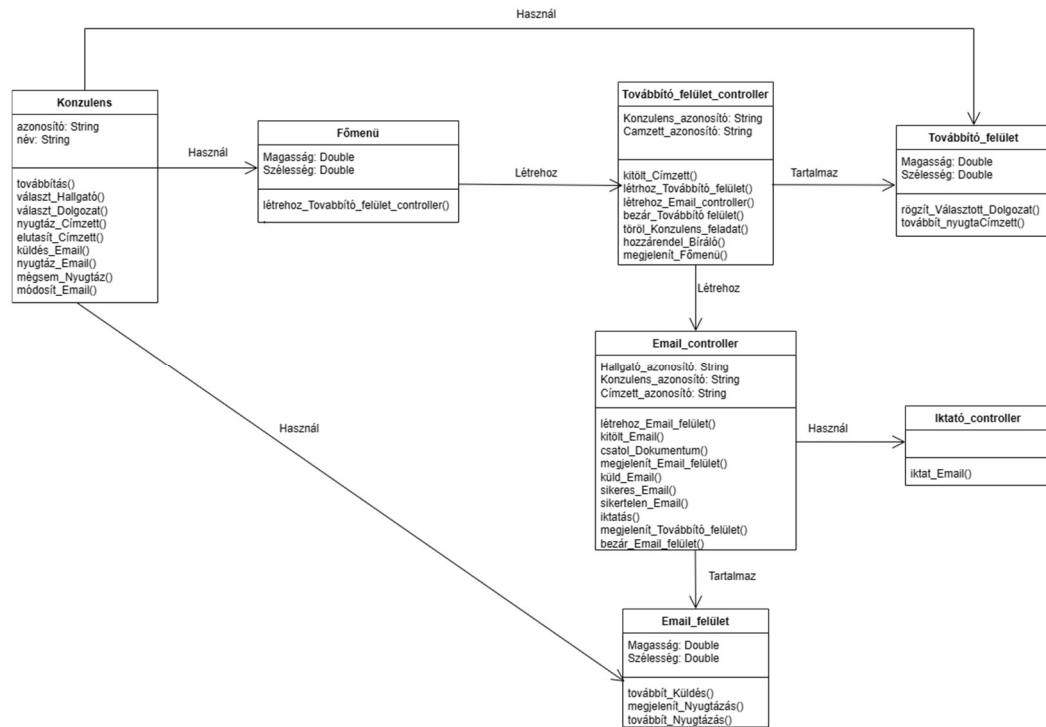 Használ
Konzulens
azonosító: String
név: String
továbbítás()
választ_Hallgató()
választ_Dolgozat()
nyugtáz_Címzett()
elutasít_Címzett()
küldés_Email()
nyugtáz_Email()
mégsem_Nyugtáz()
módosít_Email()
Használ
Főmenü
Magasság: Double
Szélesség: Double
létrehoz_Tovabbító_felület_controller()
Létrehoz
Továbbító_felület_controller
Konzulens_azonosító: String
Camzett_azonosító: String
kitölt_Címzett()
létrhoz_Továbbító_felület()
létrehoz_Email_controller()
bezár_Továbbító felület()
töröl_Konzulens_feladat()
hozzárendel_Bíráló()
megjelenít_Főmenü()
Tartalmaz
Továbbító_felület
Magasság: Double
Szélesség: Double
rögzít_Választott_Dolgozat()
továbbít_nyugtaCímzett()
Létrehoz
Email_controller
Hallgató_azonosító: String
Konzulens_azonosító: String
Címzett_azonosító: String
létrehoz_Email_felület()
kitölt_Email()
csatol_Dokumentum()
megjelenít_Email_felület()
küld_Email()
sikeres_Email()
sikertelen_Email()
iktatás()
megjelenít_Továbbító_felület()
bezár_Email_felület()
Használ
Iktató_controller
iktat_Email()
Használ
Tartalmaz
Email_felület
Magasság: Double
Szélesség: Double
továbbít_Küldés()
megjelenít_Nyugtázás()
továbbít_Nyugtázás()